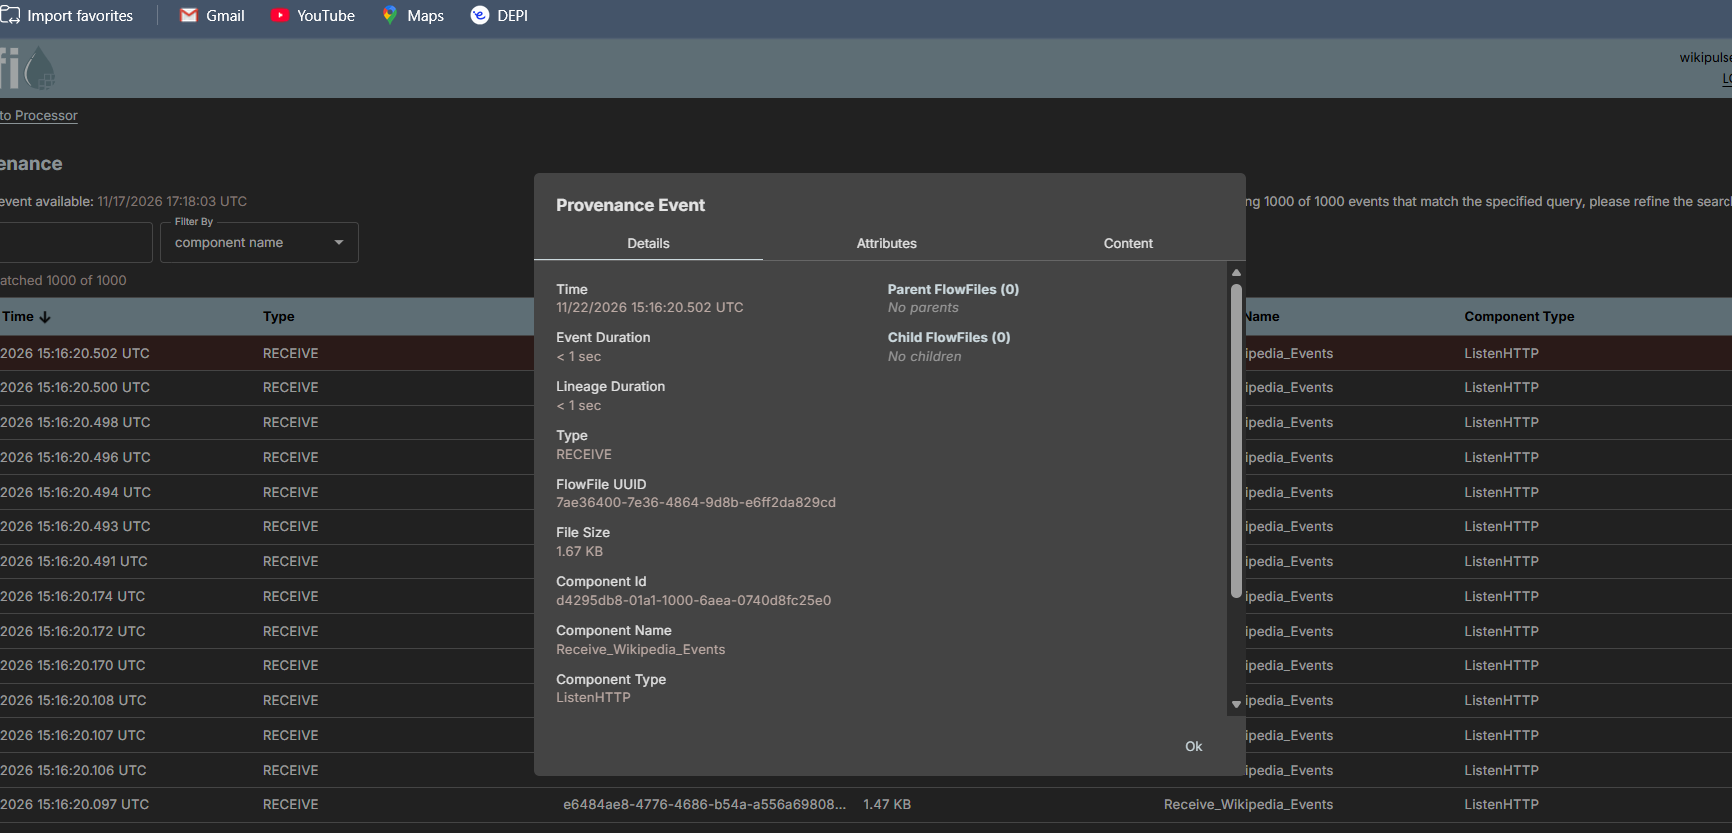 Import favorites Gmail YouTube Maps DEPI
fi
wikipulse
to Processor
enance
event available: 11/17/2026 17:18:03 UTC
ng 1000 of 1000 events that match the specified query, please refine the searc
Filter By
component name
atched 1000 of 1000
Time Type Name Component Type
2026 15:16:20.502 UTC RECEIVE ipedia_Events ListenHTTP
2026 15:16:20.500 UTC RECEIVE ipedia_Events ListenHTTP
2026 15:16:20.498 UTC RECEIVE ipedia_Events ListenHTTP
2026 15:16:20.496 UTC RECEIVE ipedia_Events ListenHTTP
2026 15:16:20.494 UTC RECEIVE ipedia_Events ListenHTTP
2026 15:16:20.493 UTC RECEIVE ipedia_Events ListenHTTP
2026 15:16:20.491 UTC RECEIVE ipedia_Events ListenHTTP
2026 15:16:20.174 UTC RECEIVE ipedia_Events ListenHTTP
2026 15:16:20.172 UTC RECEIVE ipedia_Events ListenHTTP
2026 15:16:20.170 UTC RECEIVE ipedia_Events ListenHTTP
2026 15:16:20.108 UTC RECEIVE ipedia_Events ListenHTTP
2026 15:16:20.107 UTC RECEIVE ipedia_Events ListenHTTP
2026 15:16:20.106 UTC RECEIVE ipedia_Events ListenHTTP
2026 15:16:20.097 UTC RECEIVE e6484ae8-4776-4686-b54a-a556a69808... 1.47 KB Receive_Wikipedia_Events ListenHTTP
Provenance Event
Details Attributes Content
Time
11/22/2026 15:16:20.502 UTC
Event Duration
< 1 sec
Lineage Duration
< 1 sec
Type
RECEIVE
FlowFile UUID
7ae36400-7e36-4864-9d8b-e6ff2da829cd
File Size
1.67 KB
Component Id
d4295db8-01a1-1000-6aea-0740d8fc25e0
Component Name
Receive_Wikipedia_Events
Component Type
ListenHTTP
Parent FlowFiles (0)
No parents
Child FlowFiles (0)
No children
Ok